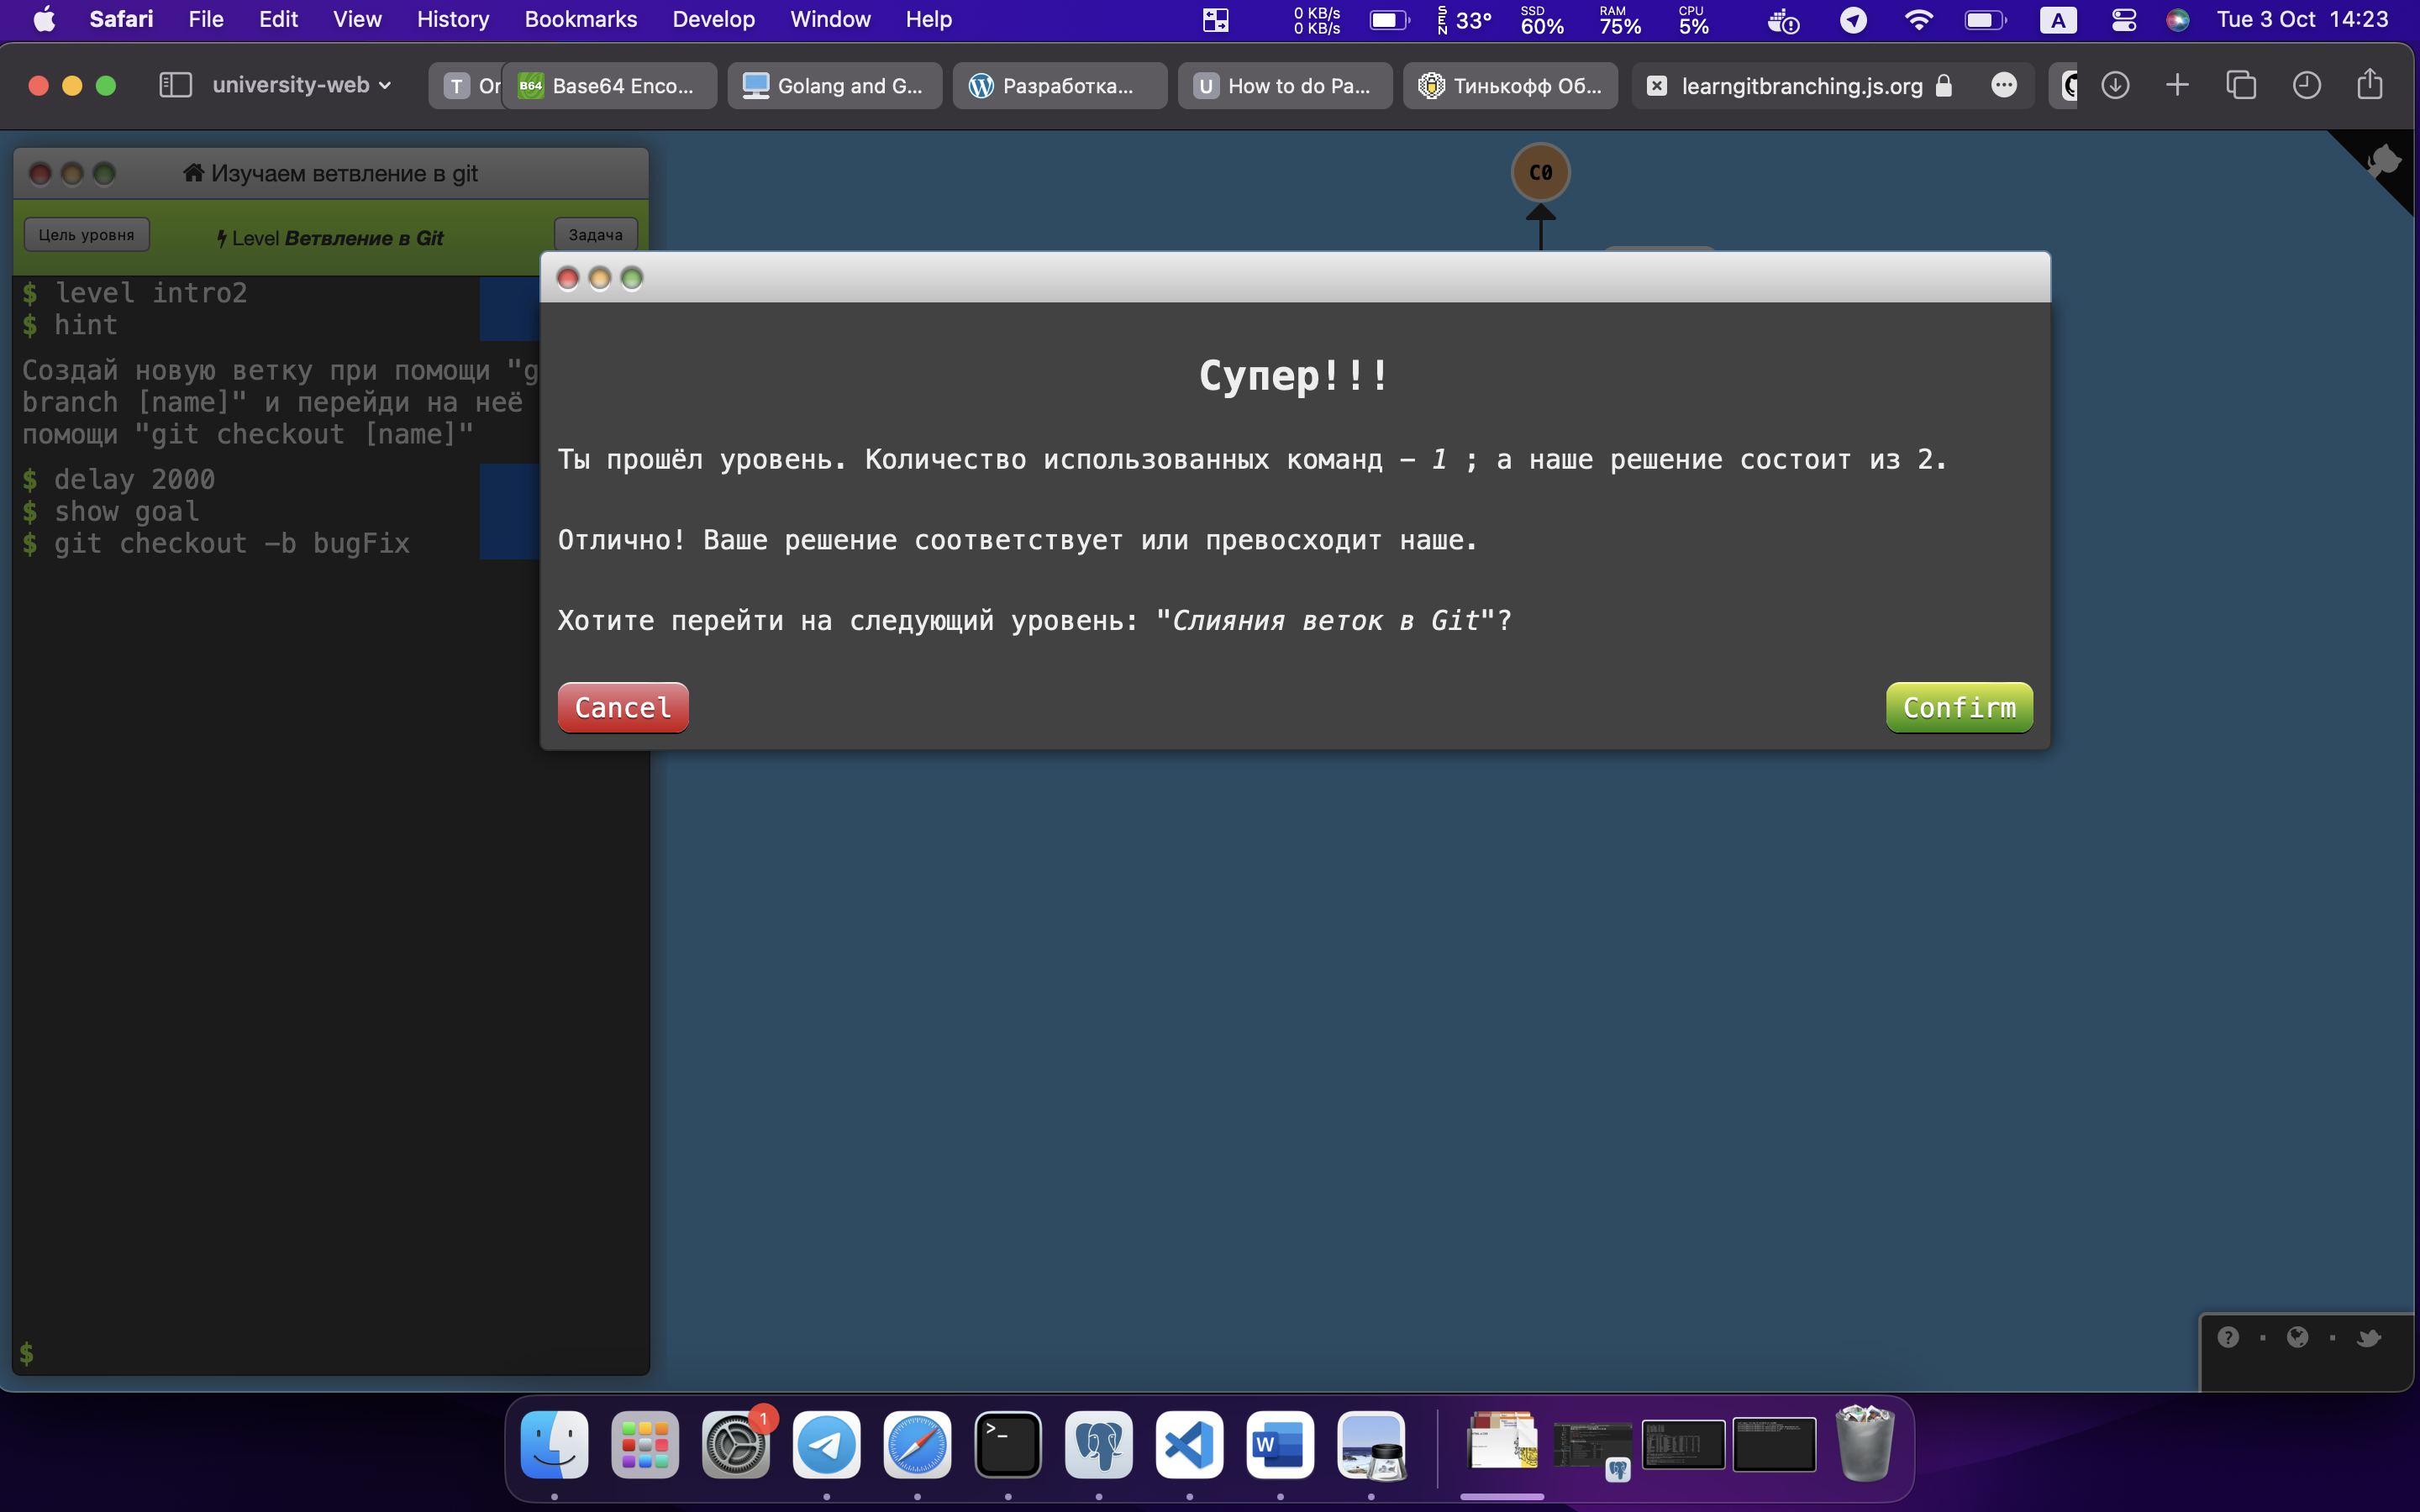 Safari File Edit View History Bookmarks Develop Window Help 0 KB/s 0 KB/s SEN 33° SSD 60% RAM 75% CPU 5% A Tue 3 Oct 14:23
university-web T Or B64 Base64 Enco... Golang and G... Разработка... U How to do Pa... Тинькофф Об... learngitbranching.js.org
Изучаем ветвление в git
Цель уровня Level Ветвление в Git Задача
$ level intro2
$ hint
Создай новую ветку при помощи "g
branch [name]" и перейди на неё
помощи "git checkout [name]"
$ delay 2000
$ show goal
$ git checkout -b bugFix
$
C0
Супер!!!
Ты прошёл уровень. Количество использованных команд - 1 ; а наше решение состоит из 2.
Отлично! Ваше решение соответствует или превосходит наше.
Хотите перейти на следующий уровень: "Слияния веток в Git"?
Cancel Confirm
1
>_
W